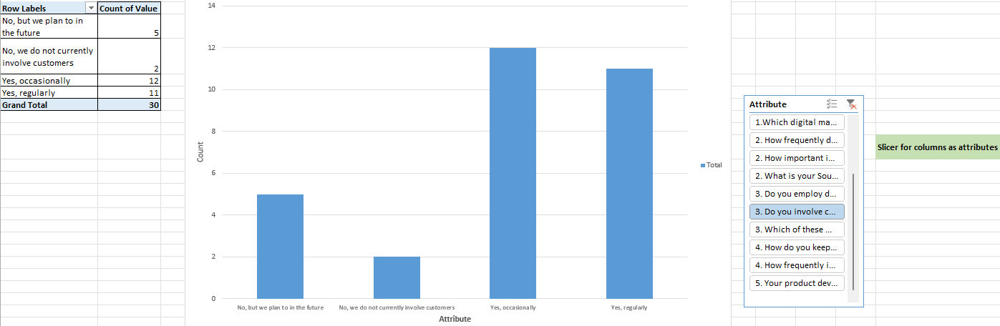 Row Labels Count of Value
No, but we plan to in
the future 5
No, we do not currently
involve customers 2
Yes, occasionally 12
Yes, regularly 11
Grand Total 30
14
12
10
8
6
4
2
0
Count
No, but we plan to in the future No, we do not currently involve customers Yes, occasionally Yes, regularly
Attribute
Total
Attribute
1.Which digital ma...
2. How frequently d...
2. How important i...
2. What is your Sou...
3. Do you employ d...
3. Do you involve c...
3. Which of these ...
4. How do you keep...
4. How frequently i...
5. Your product dev...
Slicer for columns as attributes